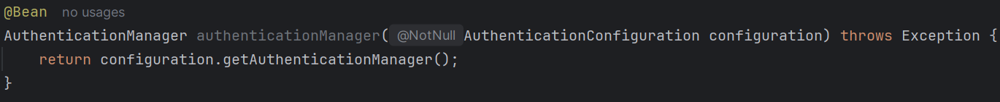 @Bean no usages
AuthenticationManager authenticationManager( @NotNull AuthenticationConfiguration configuration) throws Exception {
    return configuration.getAuthenticationManager();
}